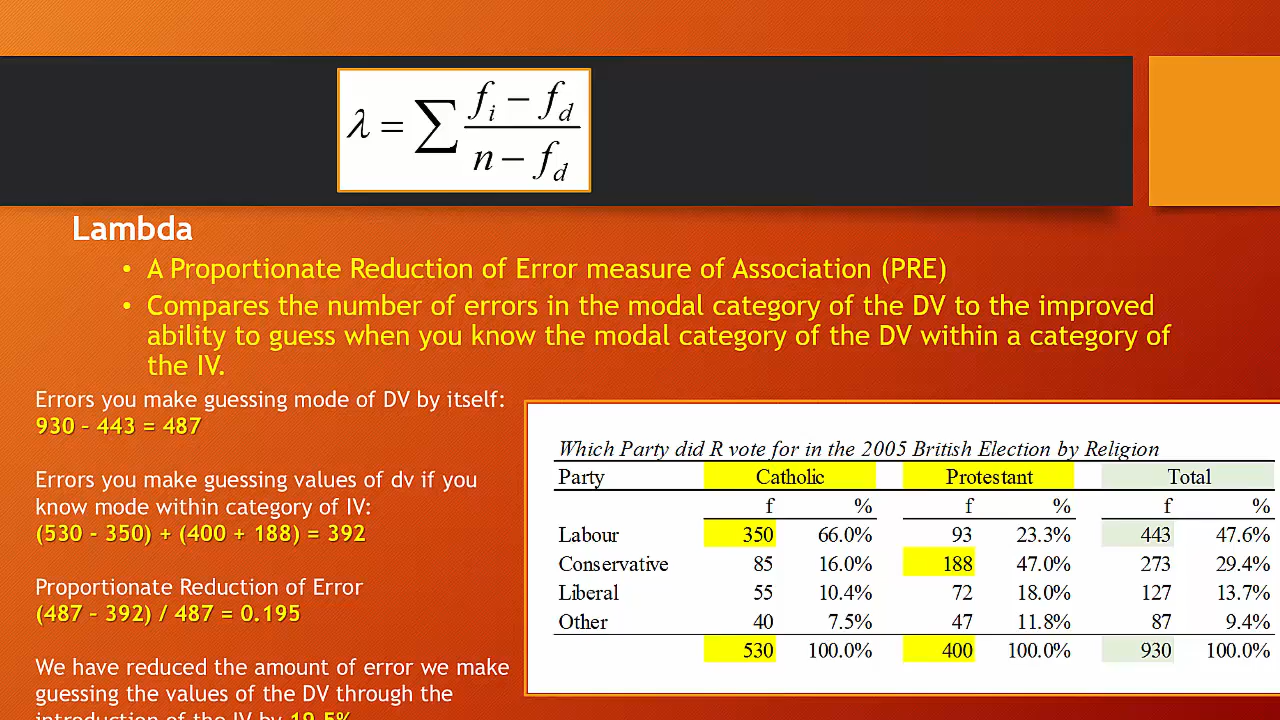 λ = ∑ (f_i − f_d) / (n − f_d)
Lambda
• A Proportionate Reduction of Error measure of Association (PRE)
• Compares the number of errors in the modal category of the DV to the improved
ability to guess when you know the modal category of the DV within a category of
the IV.
Errors you make guessing mode of DV by itself:
930 – 443 = 487
Errors you make guessing values of dv if you
know mode within category of IV:
(530 - 350) + (400 + 188) = 392
Proportionate Reduction of Error
(487 – 392) / 487 = 0.195
We have reduced the amount of error we make
guessing the values of the DV through the
introduction of the IV by 19.5%
Which Party did R vote for in the 2005 British Election by Religion
Party Catholic Protestant Total
f % f % f %
Labour 350 66.0% 93 23.3% 443 47.6%
Conservative 85 16.0% 188 47.0% 273 29.4%
Liberal 55 10.4% 72 18.0% 127 13.7%
Other 40 7.5% 47 11.8% 87 9.4%
530 100.0% 400 100.0% 930 100.0%